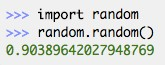 >>> import random
>>> random.random()
0.90389642027948769